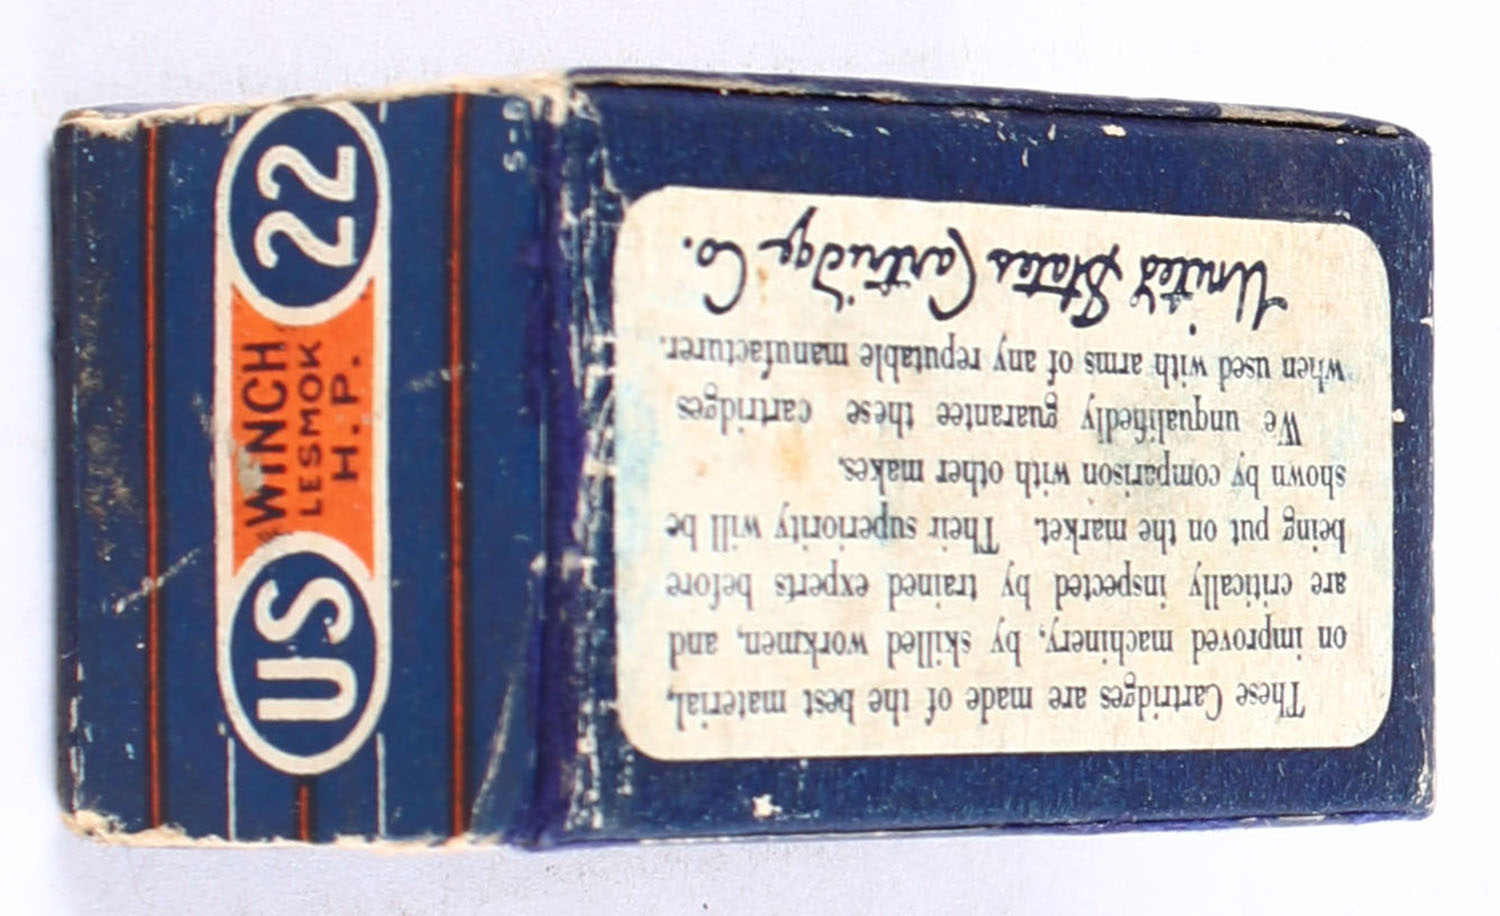 US
WINCH
LESMOK
H. P.
22
5-0
These Cartridges are made of the best material,
on improved machinery, by, skilled workmen, and
are critically inspected by trained experts before
being put on the market. Their superiority will be
shown by comparison with other makes.
We unqualifiedly guarantee these cartridges
when used with arms of any reputable manufacturer.
United States Cartridge Co.